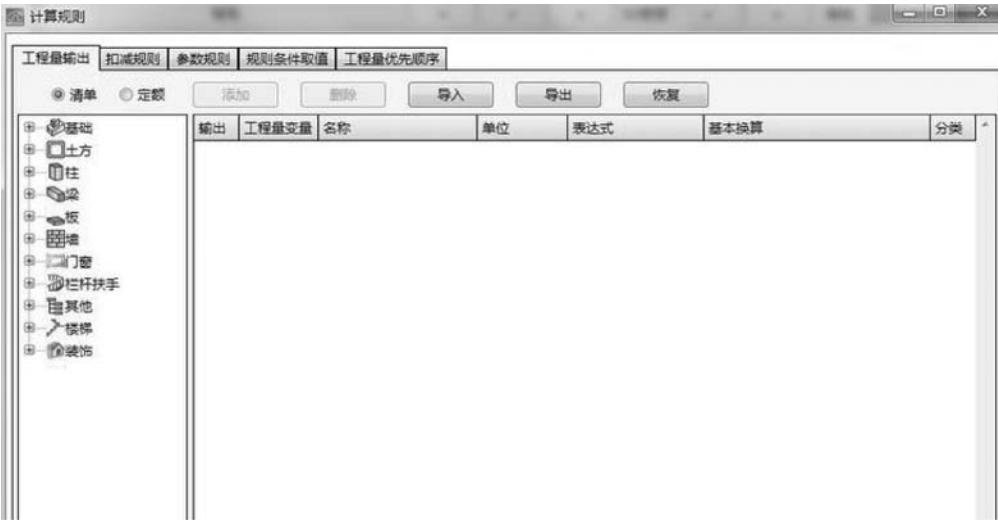 计算规则
工程量输出 扣减规则 参数规则 规则条件取值 工程量优先顺序
清单 定额 添加 删除 导入 导出 恢复
输出 工程量变量 名称 单位 表达式 基本换算 分类
基础
土方
柱
梁
板
墙
门窗
栏杆扶手
其他
楼梯
装饰